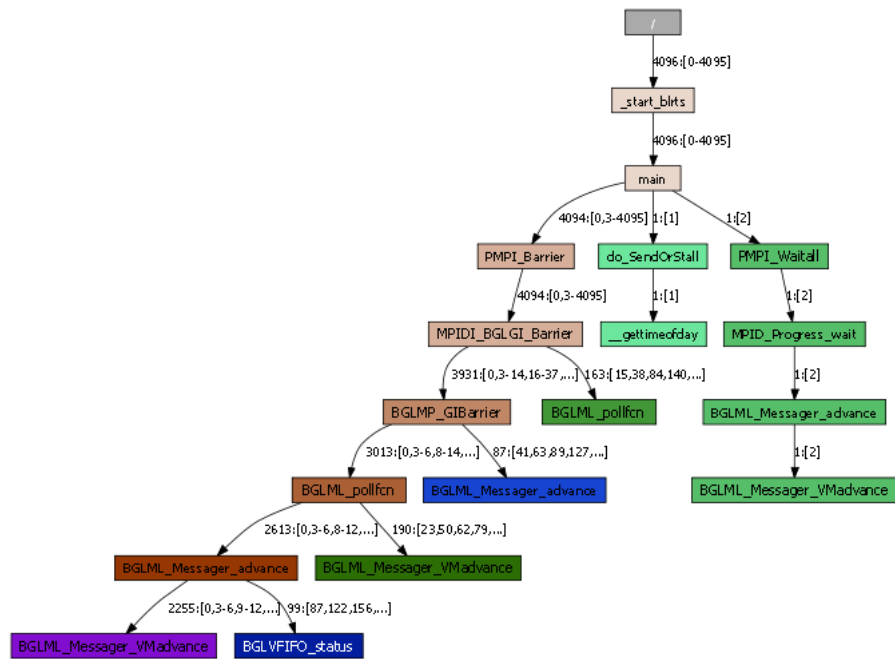 /
4096:[0-4095]
_start_blrts
4096:[0-4095]
main
4094:[0,3-4095]
1:[1]
1:[2]
PMPI_Barrier
do_SendOrStall
PMPI_Waitall
4094:[0,3-4095]
1:[1]
1:[2]
MPIDI_BGLGI_Barrier
__gettimeofday
MPID_Progress_wait
3931:[0,3-14,16-37,...]
163:[15,38,84,140,...]
1:[2]
BGLMP_GIBarrier
BGLML_pollfcn
BGLML_Messager_advance
3013:[0,3-6,8-14,...]
87:[41,63,89,127,...]
1:[2]
BGLML_pollfcn
BGLML_Messager_advance
BGLML_Messager_VMadvance
2613:[0,3-6,8-12,...]
190:[23,50,62,79,...]
BGLML_Messager_advance
BGLML_Messager_VMadvance
2255:[0,3-6,9-12,...]
99:[87,122,156,...]
BGLML_Messager_VMadvance
BGLVFIFO_status